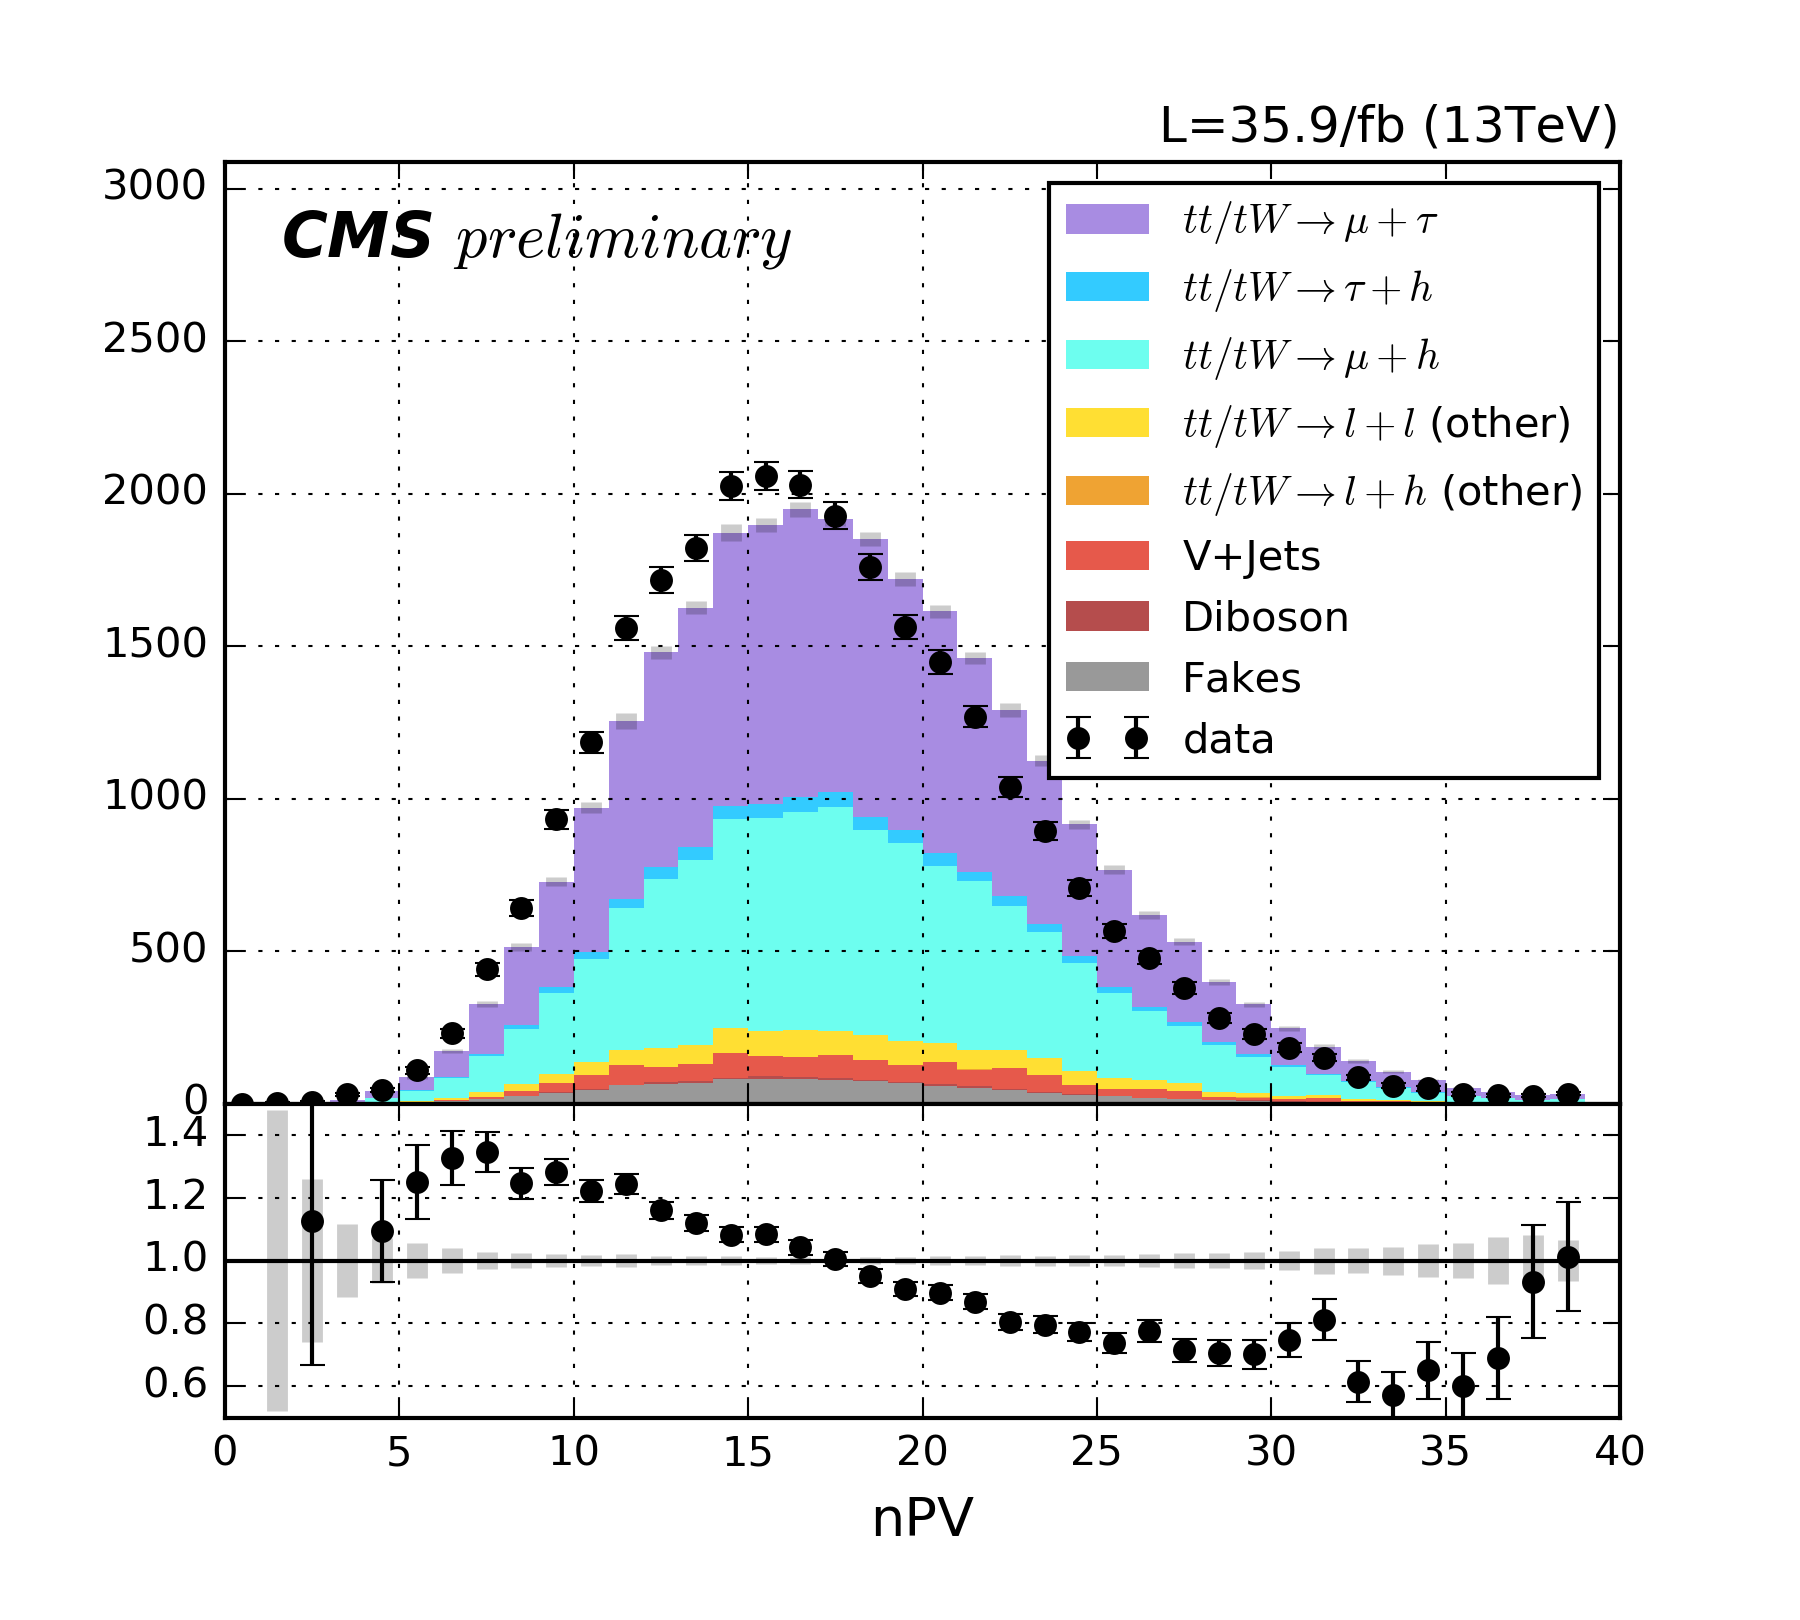 L=35.9/fb (13TeV)
3000
CMS preliminary
2500
2000
1500
1000
500
0
tt/tW→μ+τ
tt/tW→τ+h
tt/tW→μ+h
tt/tW→l+l (other)
tt/tW→l+h (other)
V+Jets
Diboson
Fakes
data
1.4
1.2
1.0
0.8
0.6
0 5 10 15 20 25 30 35 40
nPV